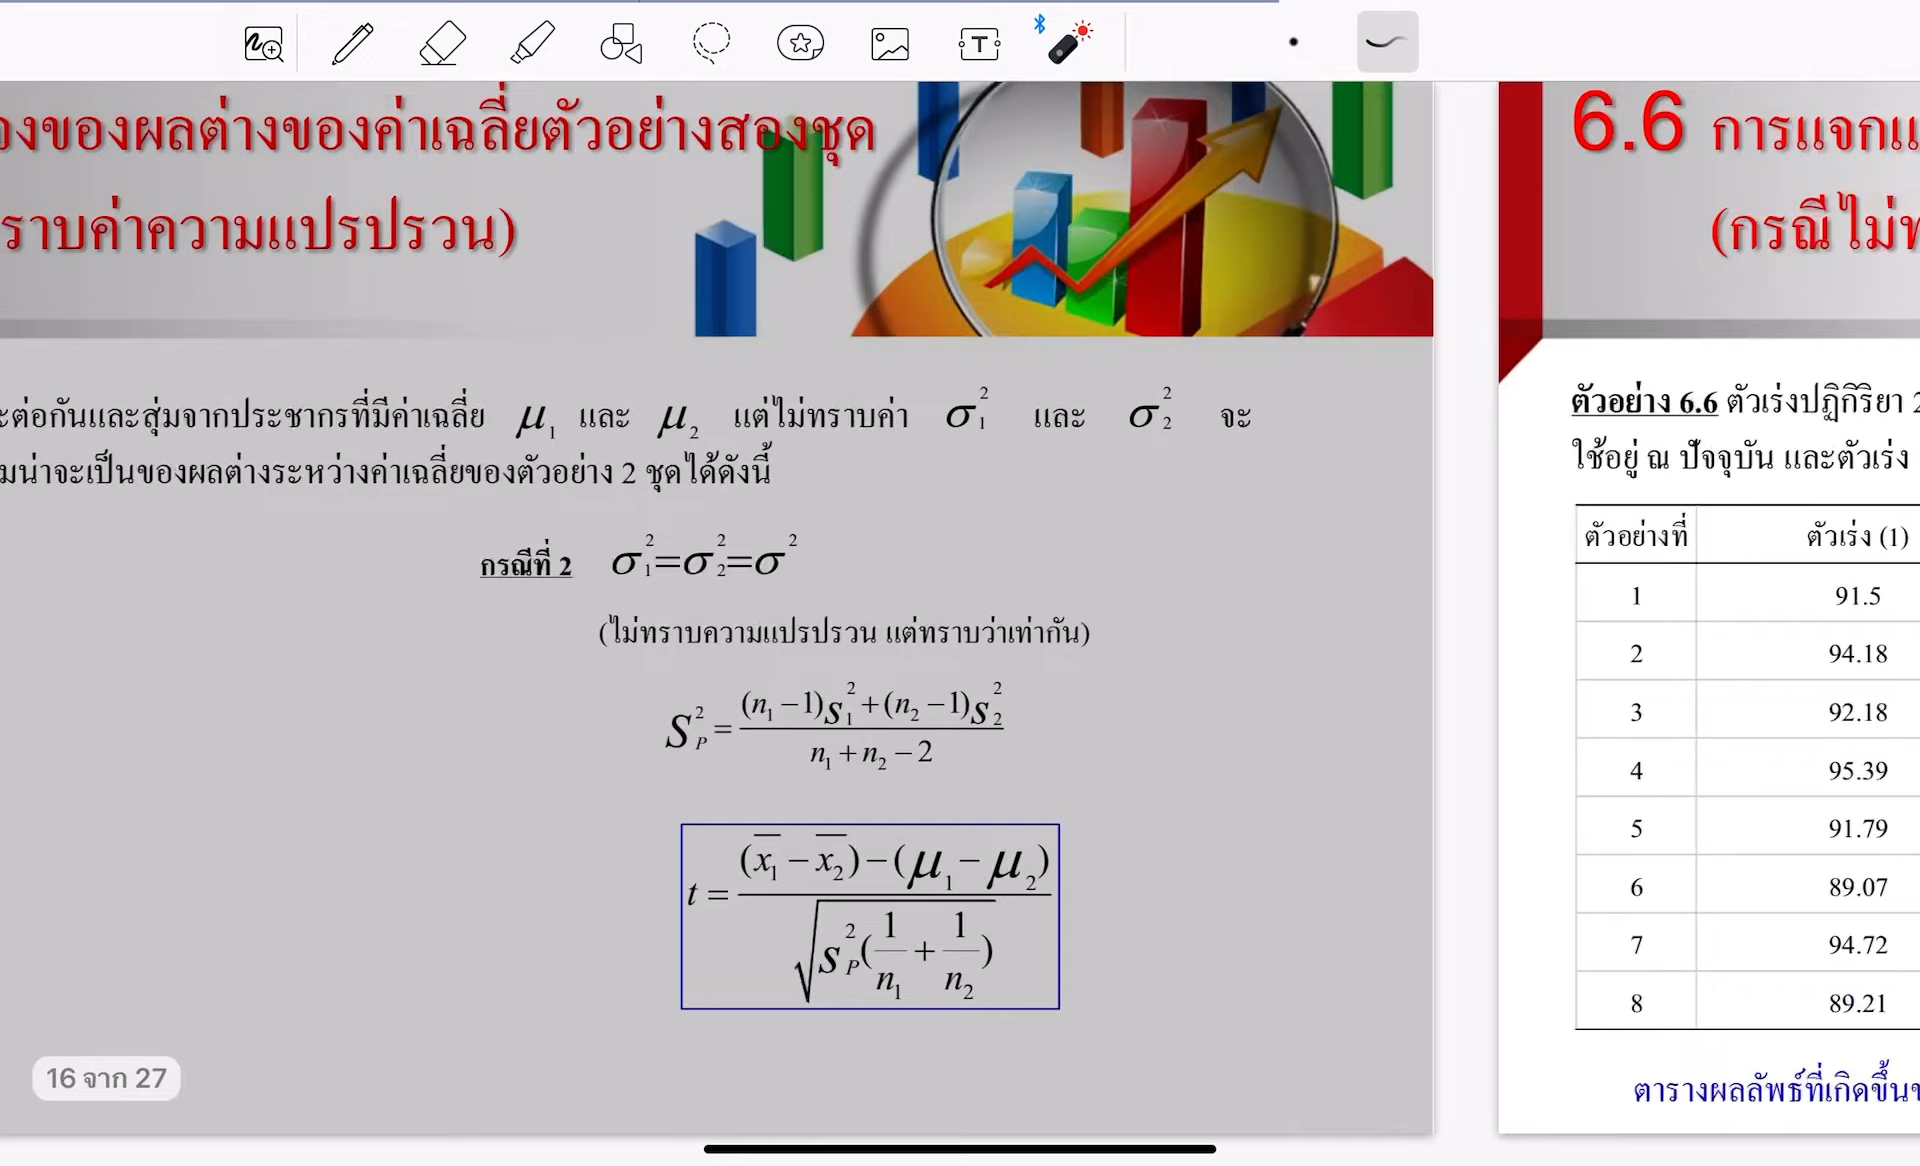 องของผลต่างของค่าเฉลี่ยตัวอย่างสองชุด
ราบค่าความแปรปรวน)
ะต่อกันและสุ่มจากประชากรที่มีค่าเฉลี่ย μ₁ และ μ₂ แต่ไม่ทราบค่า σ₁² และ σ₂² จะ
มน่าจะเป็นของผลต่างระหว่างค่าเฉลี่ยของตัวอย่าง 2 ชุดได้ดังนี้
กรณีที่ 2 σ₁²=σ₂²=σ²
(ไม่ทราบความแปรปรวน แต่ทราบว่าเท่ากัน)
S_P² = ((n₁ − 1)S₁² + (n₂ − 1)S₂²) / (n₁ + n₂ − 2)
t = ((x̄₁ − x̄₂) − (μ₁ − μ₂)) / √(S_P²(1/n₁ + 1/n₂))
16 จาก 27
6.6 การแจกแ
(กรณีไม่ท
ตัวอย่าง 6.6 ตัวเร่งปฏิกิริยา 2
ใช้อยู่ ณ ปัจจุบัน และตัวเร่ง
ตัวอย่างที่ ตัวเร่ง (1)
1 91.5
2 94.18
3 92.18
4 95.39
5 91.79
6 89.07
7 94.72
8 89.21
ตารางผลลัพธ์ที่เกิดขึ้นข